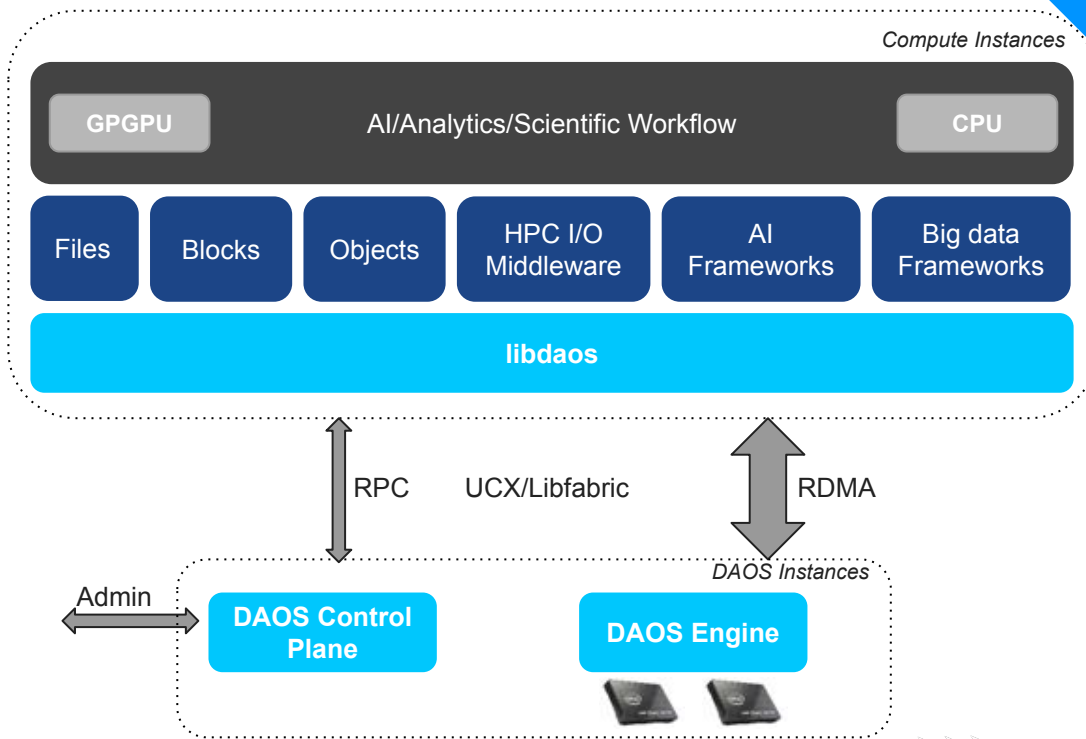 Compute Instances
GPGPU
AI/Analytics/Scientific Workflow
CPU
Files
Blocks
Objects
HPC I/O
Middleware
AI
Frameworks
Big data
Frameworks
libdaos
RPC
UCX/Libfabric
RDMA
DAOS Instances
Admin
DAOS Control
Plane
DAOS Engine